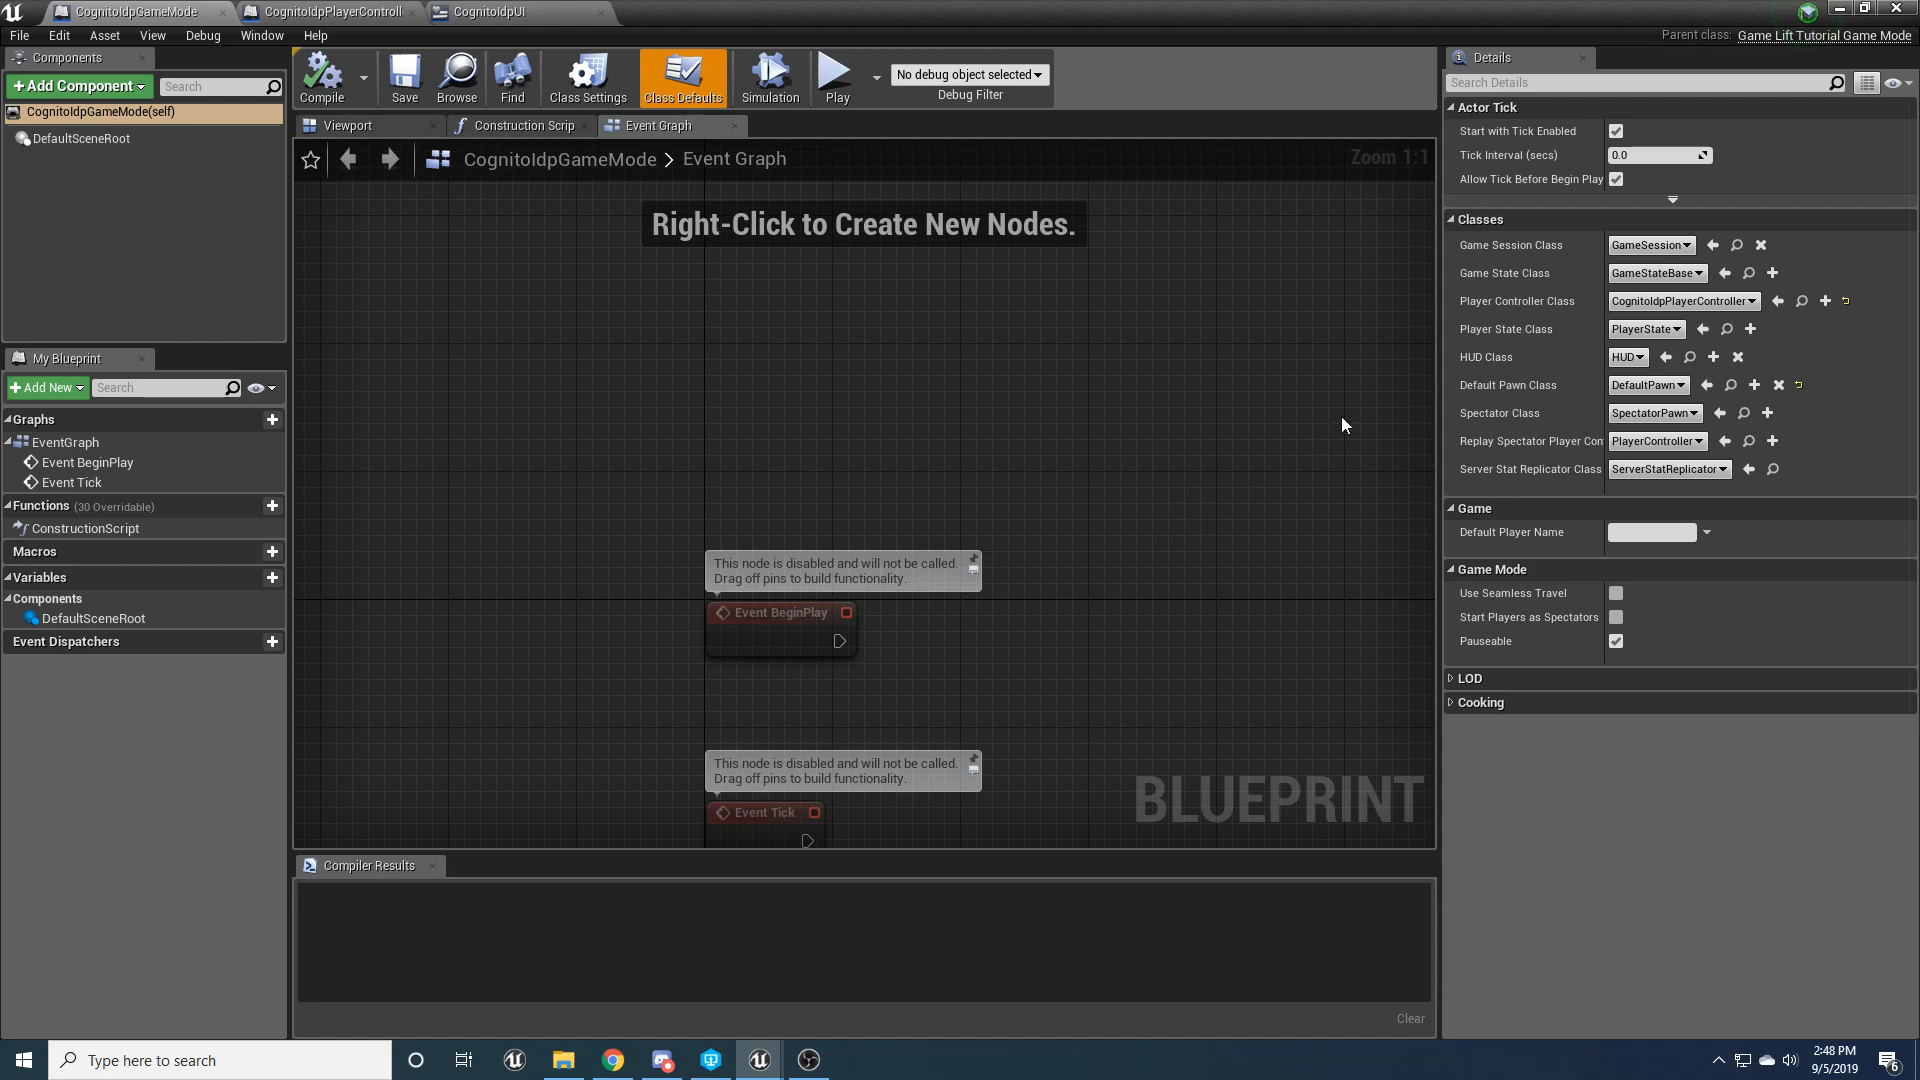 CognitoIdpGameMode
CognitoIdpPlayerControll
CognitoIdpUI
File Edit Asset View Debug Window Help
Parent class: Game Lift Tutorial Game Mode
Components
+Add Component
Search
CognitoIdpGameMode(self)
DefaultSceneRoot
Compile
Save
Browse
Find
Class Settings
Class Defaults
Simulation
Play
No debug object selected
Debug Filter
Viewport
Construction Scrip
Event Graph
CognitoIdpGameMode > Event Graph
Zoom 1:1
Right-Click to Create New Nodes.
This node is disabled and will not be called.
Drag off pins to build functionality.
Event BeginPlay
This node is disabled and will not be called.
Drag off pins to build functionality.
Event Tick
BLUEPRINT
My Blueprint
+Add New
Search
Graphs
EventGraph
Event BeginPlay
Event Tick
Functions (30 Overridable)
ConstructionScript
Macros
Variables
Components
DefaultSceneRoot
Event Dispatchers
Compiler Results
Clear
Details
Search Details
Actor Tick
Start with Tick Enabled
Tick Interval (secs) 0.0
Allow Tick Before Begin Play
Classes
Game Session Class GameSession
Game State Class GameStateBase
Player Controller Class CognitoIdpPlayerController
Player State Class PlayerState
HUD Class HUD
Default Pawn Class DefaultPawn
Spectator Class SpectatorPawn
Replay Spectator Player Con PlayerController
Server Stat Replicator Class ServerStatReplicator
Game
Default Player Name
Game Mode
Use Seamless Travel
Start Players as Spectators
Pauseable
LOD
Cooking
Type here to search
2:48 PM
9/5/2019
6